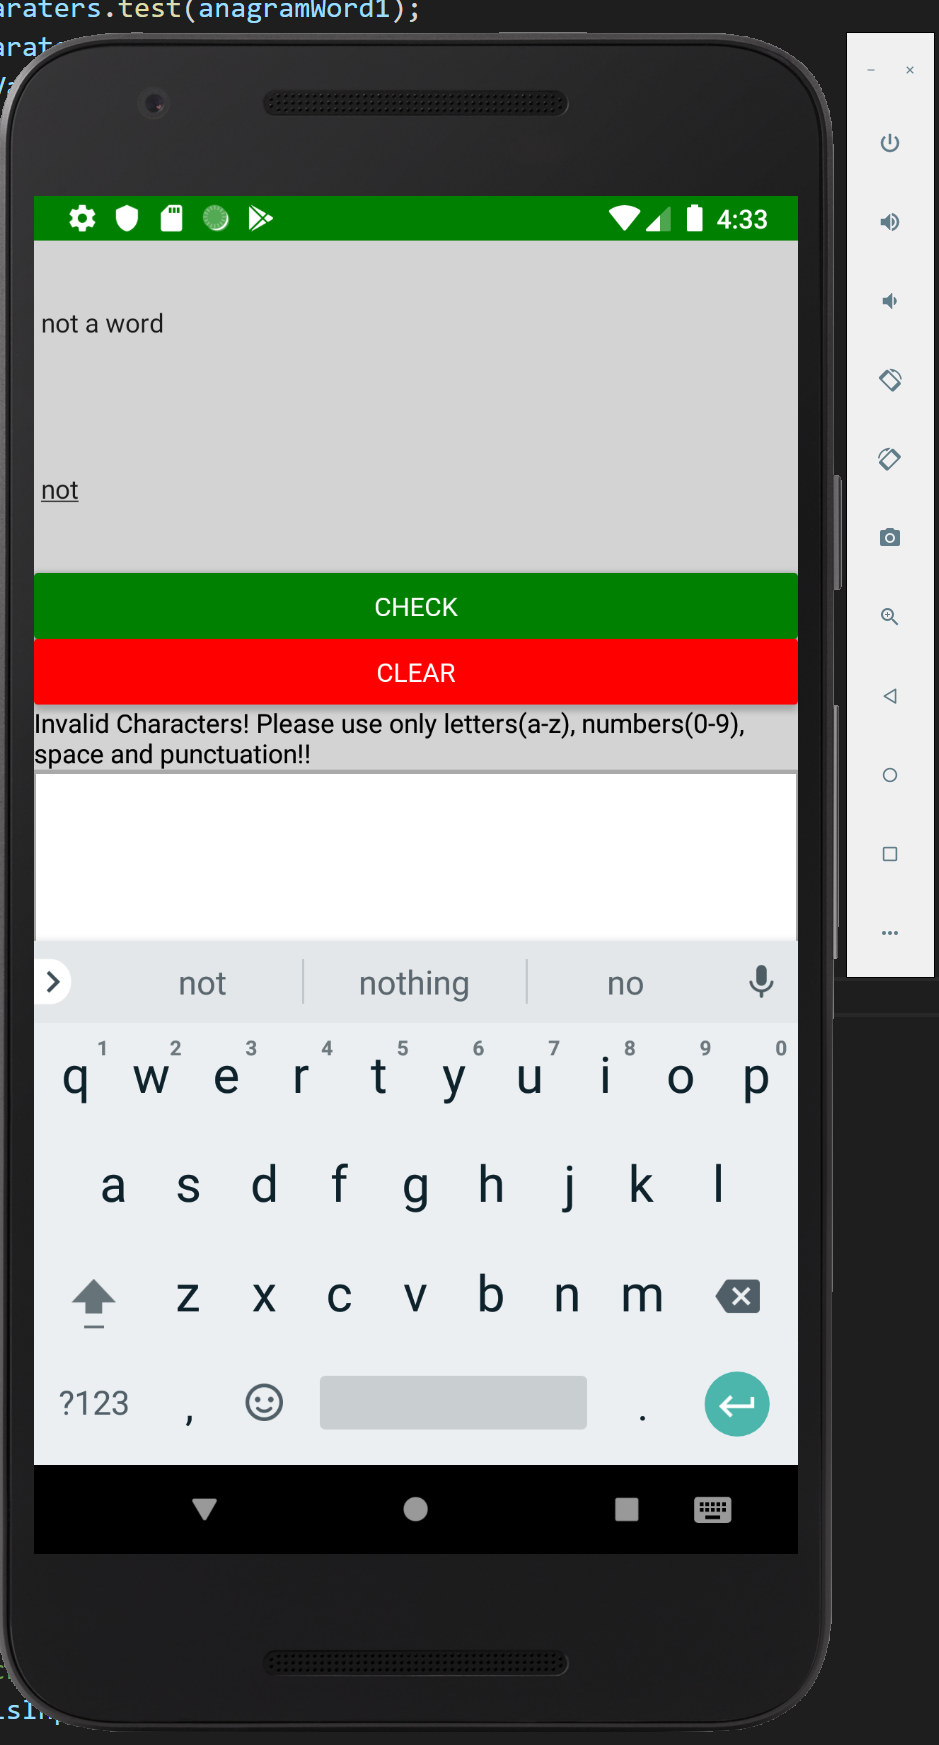 araters.test(anagramWord1);
arat
4:33
not a word
not
CHECK
CLEAR
Invalid Characters! Please use only letters(a-z), numbers(0-9),
space and punctuation!!
not nothing no
1 2 3 4 5 6 7 8 9 0
q w e r t y u i o p
a s d f g h j k l
z x c v b n m
?123 , .